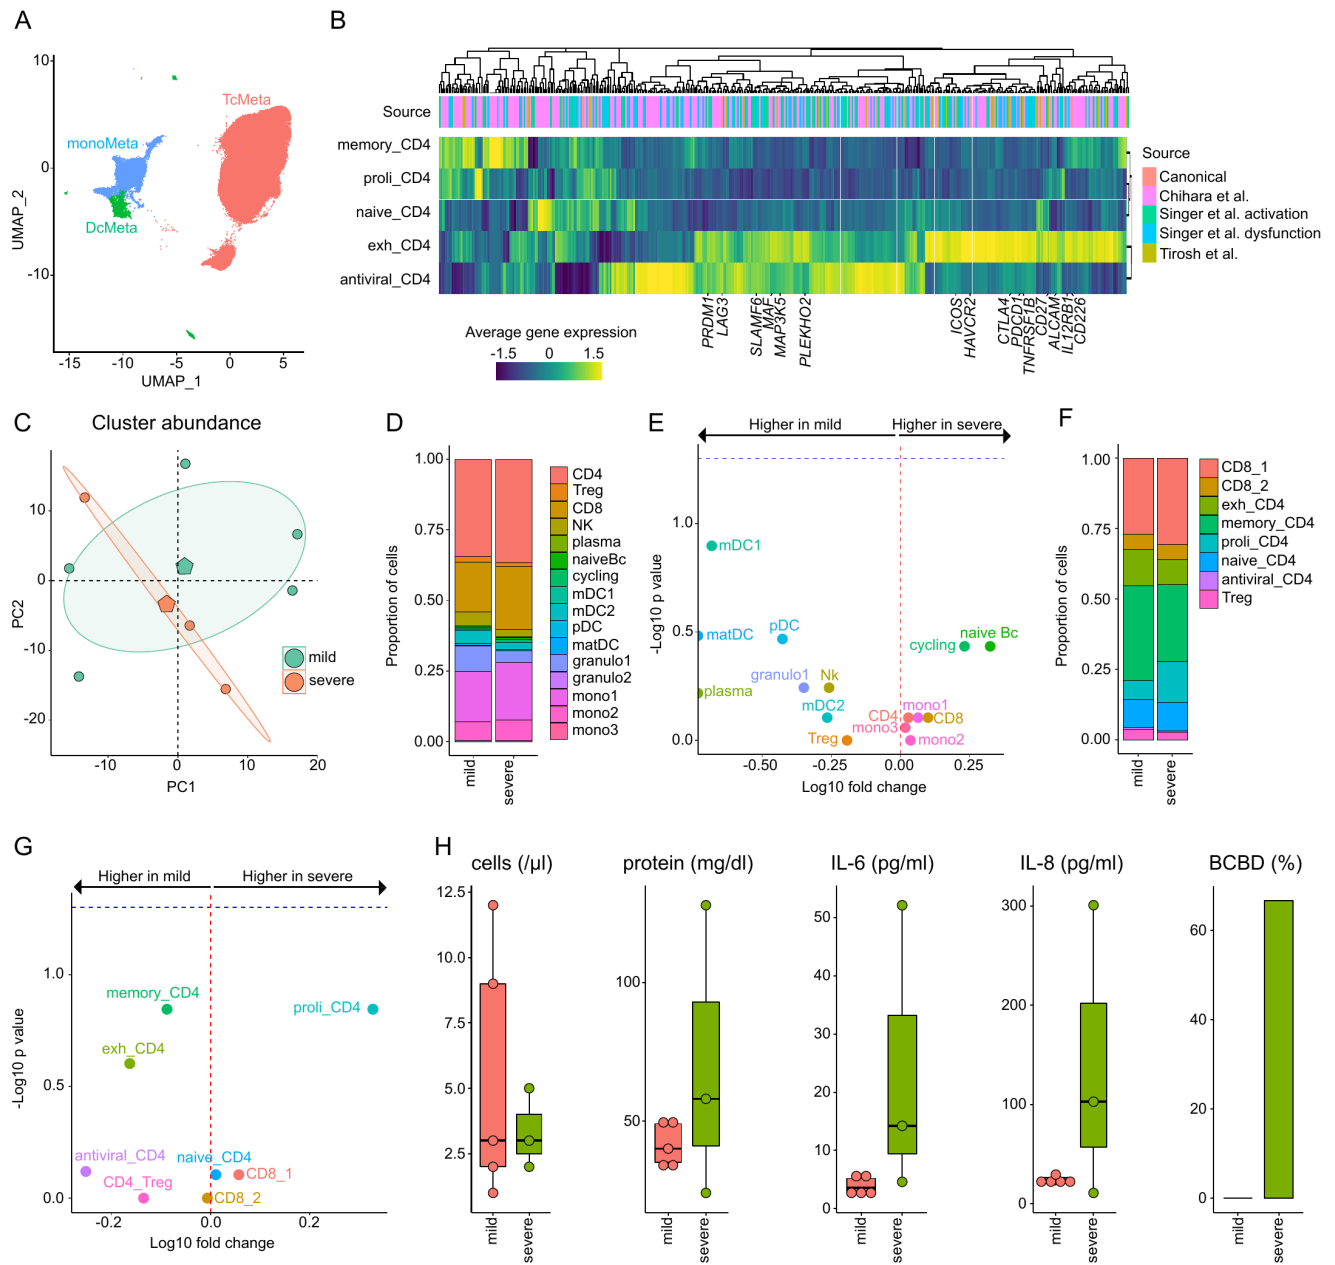 A
10
0
-10
UMAP_2
TcMeta
monoMeta
DcMeta
-15
-10
-5
0
5
UMAP_1
B
Source
memory_CD4
proli_CD4
naive_CD4
exh_CD4
antiviral_CD4
PRDM1
LAG3
SLAMF6
MAF
MAP3K5
PLEKHO2
ICOS
HAVCR2
CTLA4
PDCD1
TNFRSF1B
CD27
ALCAM
IL12RB1
CD226
Average gene expression
-1.5
0
1.5
Source
Canonical
Chihara et al.
Singer et al. activation
Singer et al. dysfunction
Tirosh et al.
C
Cluster abundance
10
0
-10
-20
PC2
-10
0
10
20
PC1
mild
severe
D
1.00
0.75
0.50
0.25
0.00
Proportion of cells
mild
severe
CD4
Treg
CD8
NK
plasma
naiveBc
cycling
mDC1
mDC2
pDC
matDC
granulo1
granulo2
mono1
mono2
mono3
E
Higher in mild
Higher in severe
1.0
0.5
0.0
-Log10 p value
mDC1
matDC
pDC
naive Bc
cycling
plasma
granulo1
Nk
mDC2
CD4
mono1
CD8
mono3
Treg
mono2
-0.50
-0.25
0.00
0.25
Log10 fold change
F
1.00
0.75
0.50
0.25
0.00
Proportion of cells
mild
severe
CD8_1
CD8_2
exh_CD4
memory_CD4
proli_CD4
naive_CD4
antiviral_CD4
Treg
G
Higher in mild
Higher in severe
1.0
0.5
0.0
-Log10 p value
memory_CD4
proli_CD4
exh_CD4
antiviral_CD4
naive_CD4
CD8_1
CD4_Treg
CD8_2
-0.2
0.0
0.2
Log10 fold change
H
cells (/µl)
12.5
10.0
7.5
5.0
2.5
mild
severe
protein (mg/dl)
100
50
mild
severe
IL-6 (pg/ml)
50
40
30
20
10
0
mild
severe
IL-8 (pg/ml)
300
200
100
0
mild
severe
BCBD (%)
60
40
20
0
mild
severe